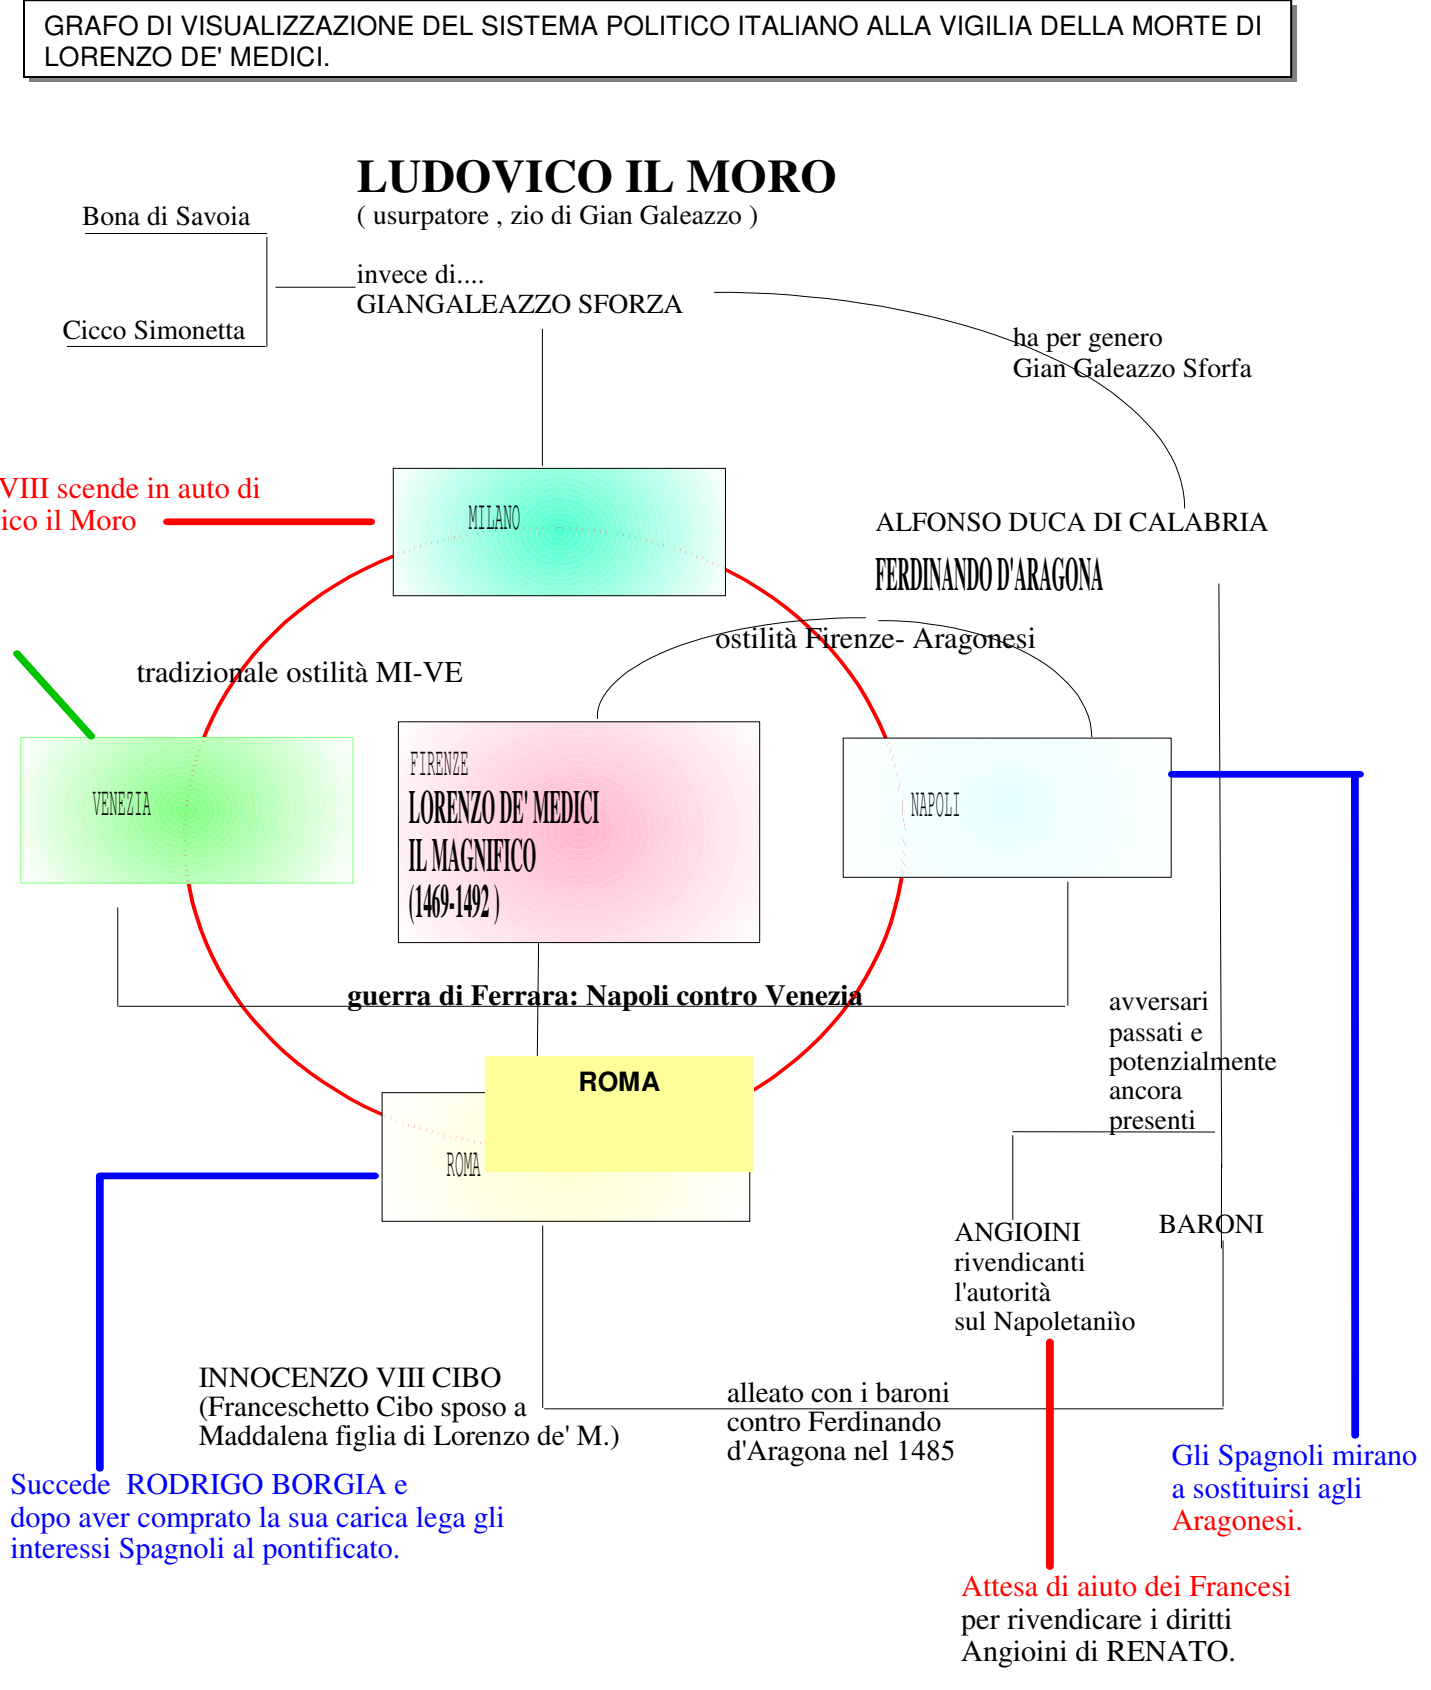 GRAFO DI VISUALIZZAZIONE DEL SISTEMA POLITICO ITALIANO ALLA VIGILIA DELLA MORTE DI
LORENZO DE' MEDICI.
LUDOVICO IL MORO
( usurpatore , zio di Gian Galeazzo )
Bona di Savoia
invece di....
GIANGALEAZZO SFORZA
Cicco Simonetta
ha per genero
Gian Galeazzo Sforfa
VIII scende in auto di
ico il Moro
MILANO
ALFONSO DUCA DI CALABRIA
FERDINANDO D'ARAGONA
ostilità Firenze- Aragonesi
tradizionale ostilità MI-VE
VENEZIA
FIRENZE
LORENZO DE' MEDICI
IL MAGNIFICO
(1469-1492 )
NAPOLI
guerra di Ferrara: Napoli contro Venezia
avversari
passati e
potenzialmente
ancora
presenti
ROMA
ROMA
ANGIOINI
rivendicanti
l'autorità
sul Napoletaniìo
BARONI
INNOCENZO VIII CIBO
(Franceschetto Cibo sposo a
Maddalena figlia di Lorenzo de' M.)
alleato con i baroni
contro Ferdinando
d'Aragona nel 1485
Gli Spagnoli mirano
a sostituirsi agli
Aragonesi.
Succede  RODRIGO BORGIA e
dopo aver comprato la sua carica lega gli
interessi Spagnoli al pontificato.
Attesa di aiuto dei Francesi
per rivendicare i diritti
Angioini di RENATO.